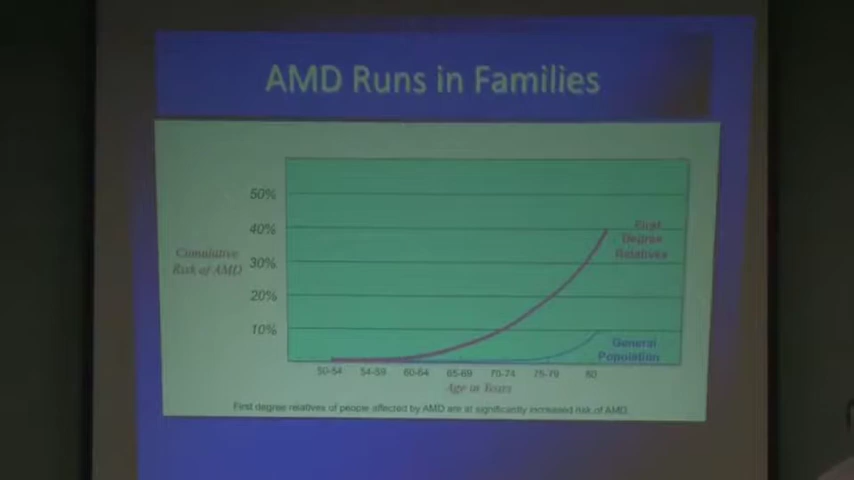 AMD Runs in Families
50%
40%
30%
20%
10%
Cumulative
Risk of AMD
First
Degree
Relatives
General
Population
50-54 54-59 60-64 65-69 70-74 75-79 80
Age in Years
First degree relatives of people affected by AMD are at significantly increased risk of AMD.